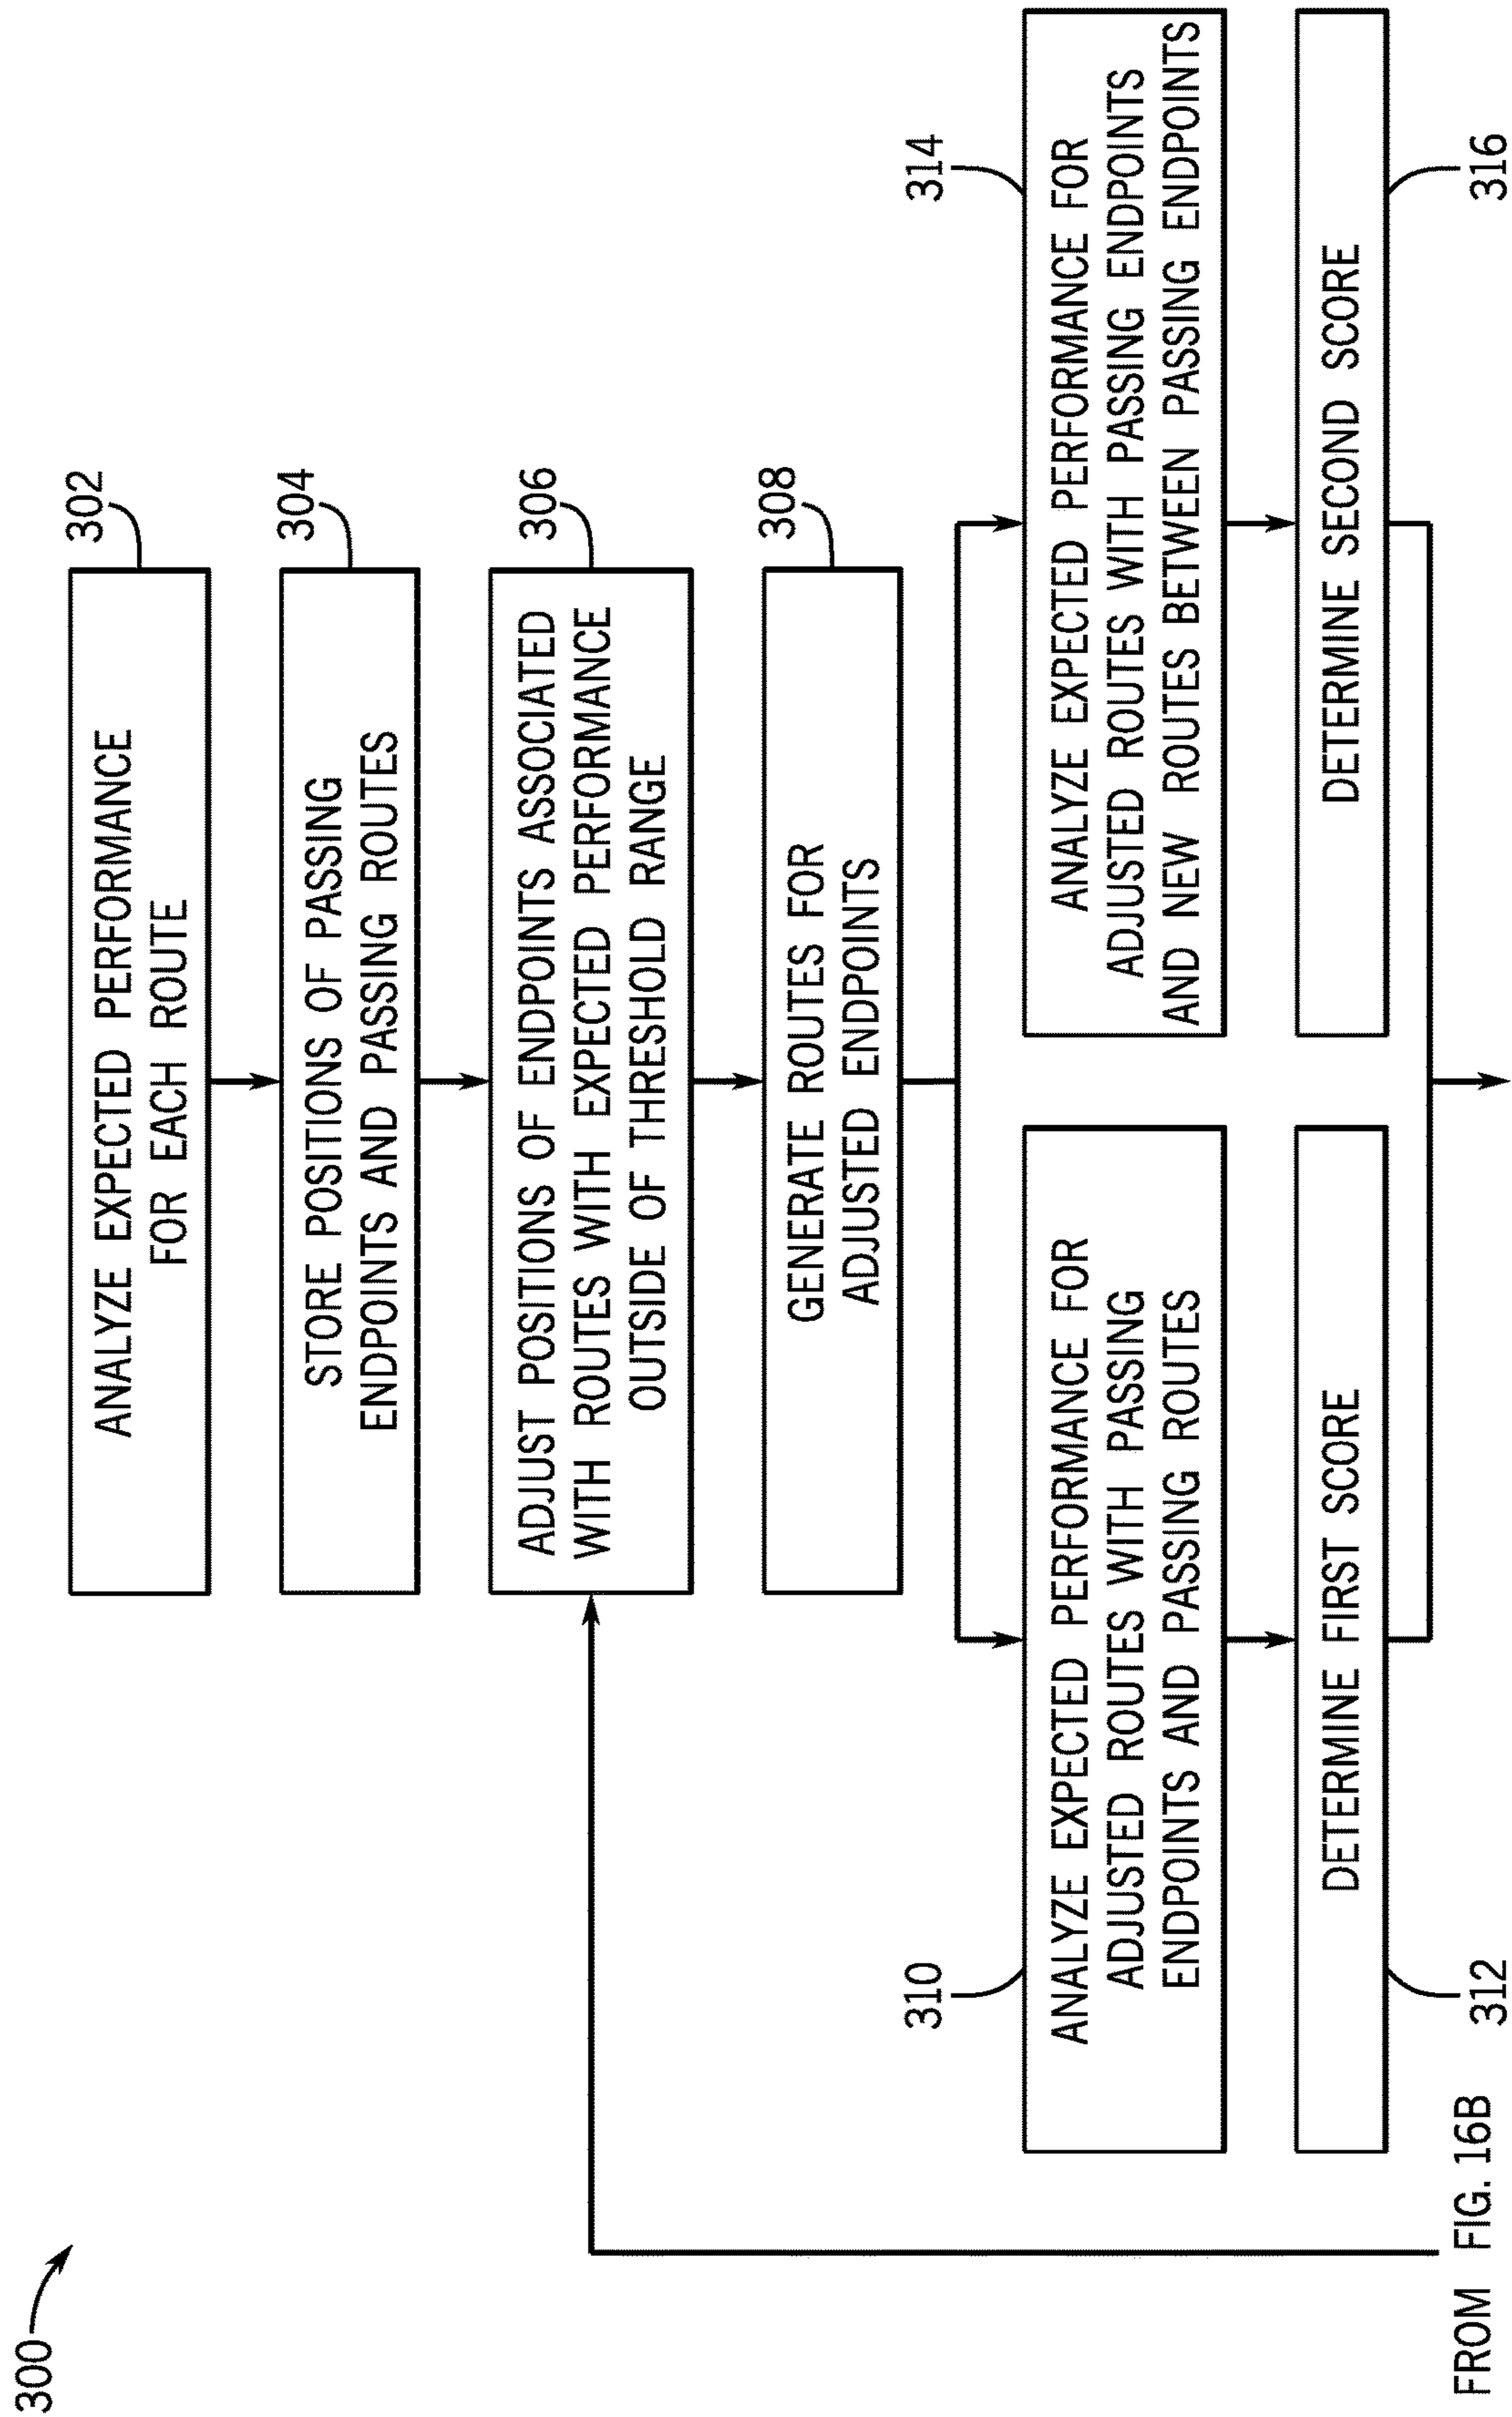 300
302
ANALYZE EXPECTED PERFORMANCE
FOR EACH ROUTE
304
STORE POSITIONS OF PASSING
ENDPOINTS AND PASSING ROUTES
306
ADJUST POSITIONS OF ENDPOINTS ASSOCIATED
WITH ROUTES WITH EXPECTED PERFORMANCE
OUTSIDE OF THRESHOLD RANGE
308
GENERATE ROUTES FOR
ADJUSTED ENDPOINTS
310
ANALYZE EXPECTED PERFORMANCE FOR
ADJUSTED ROUTES WITH PASSING
ENDPOINTS AND PASSING ROUTES
314
ANALYZE EXPECTED PERFORMANCE FOR
ADJUSTED ROUTES WITH PASSING ENDPOINTS
AND NEW ROUTES BETWEEN PASSING ENDPOINTS
DETERMINE FIRST SCORE
312
DETERMINE SECOND SCORE
316
FROM FIG. 16B